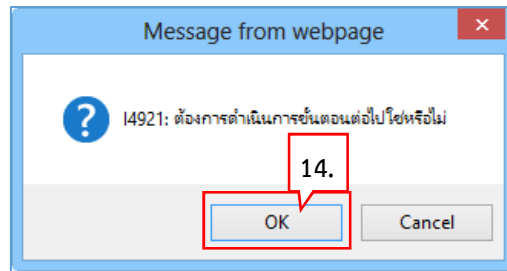 Message from webpage
×
?
I4921: ต้องการดำเนินการขั้นตอนต่อไปใช่หรือไม่
14.
OK Cancel